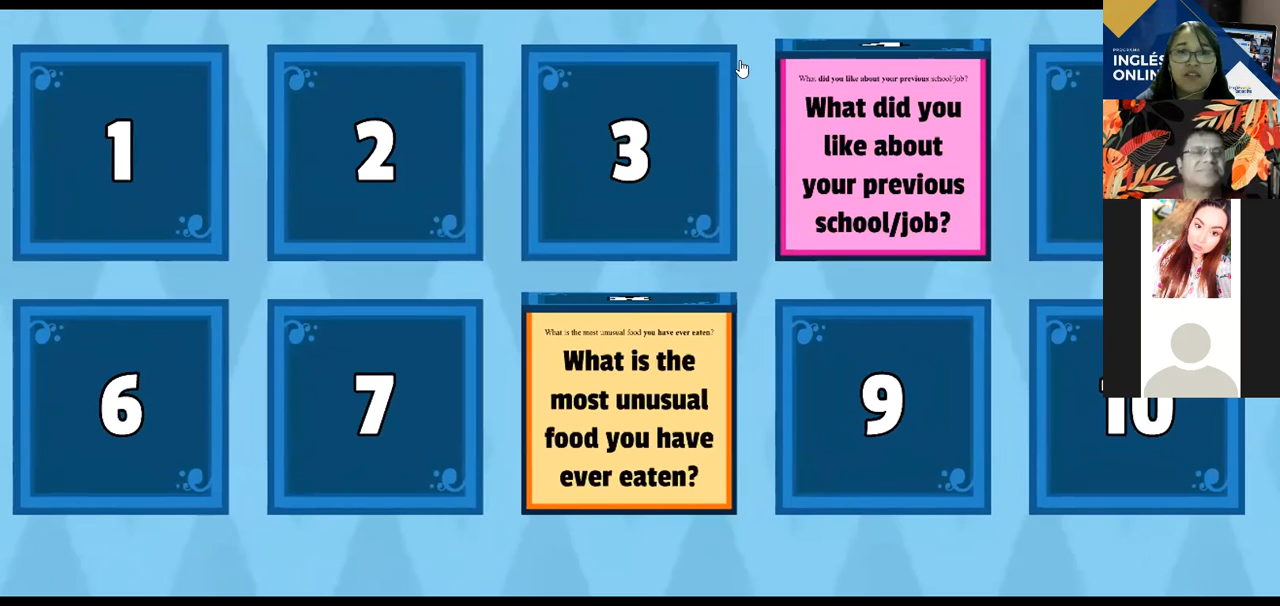 1
2
3
What did you like about your previous school/job?
What did you
like about
your previous
school/job?
PROGRAMA
INGLÉS
ONLIN
6
7
What is the most unusual food you have ever eaten?
What is the
most unusual
food you have
ever eaten?
9
10